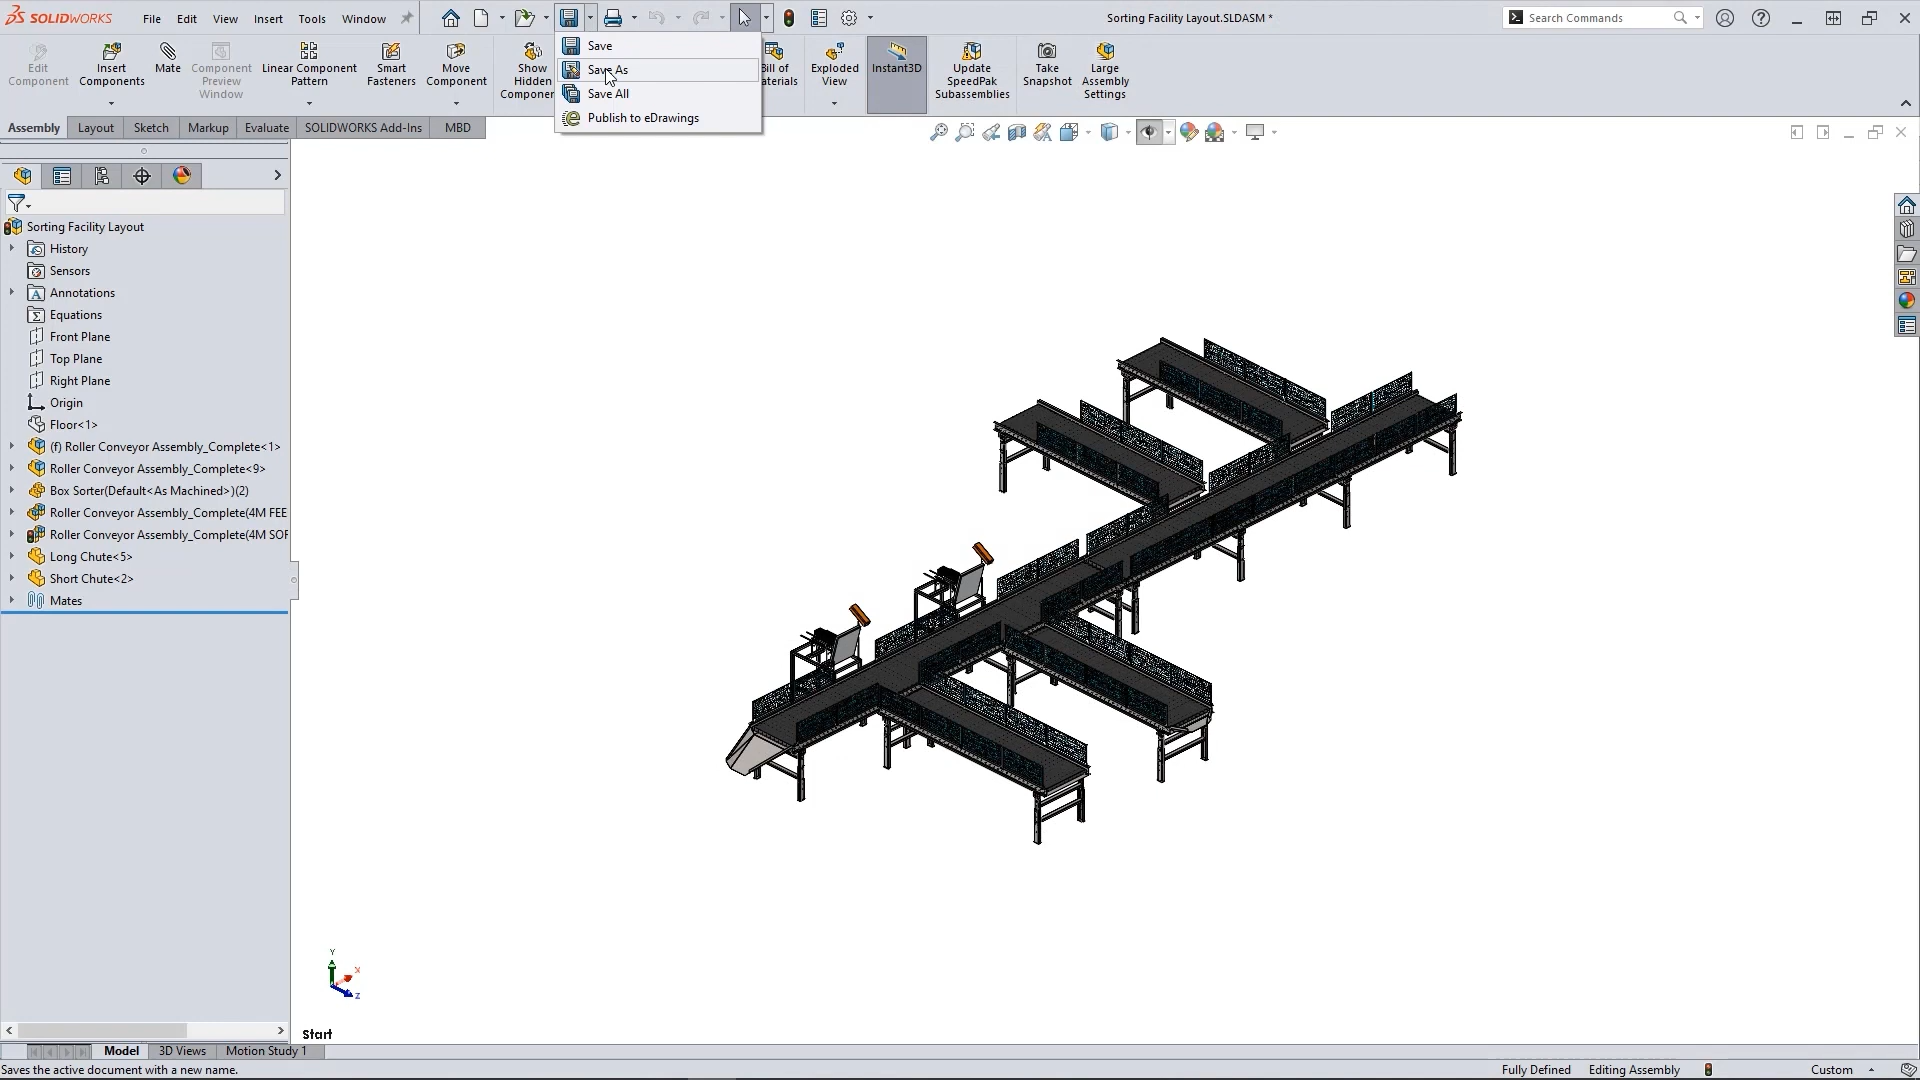 SOLIDWORKS File Edit View Insert Tools Window Sorting Facility Layout.SLDASM * Search Commands
Edit Component
Insert Components
Mate
Component Preview Window
Linear Component Pattern
Smart Fasteners
Move Component
Show Hidden Componen
Save
Save As
Save All
Publish to eDrawings
Bill of aterials
Exploded View
Instant3D
Update SpeedPak Subassemblies
Take Snapshot
Large Assembly Settings
Assembly Layout Sketch Markup Evaluate SOLIDWORKS Add-Ins MBD
Sorting Facility Layout
History
Sensors
A Annotations
Equations
Front Plane
Top Plane
Right Plane
Origin
Floor<1>
(f) Roller Conveyor Assembly_Complete<1>
Roller Conveyor Assembly_Complete<9>
Box Sorter(Default<As Machined>)(2)
Roller Conveyor Assembly_Complete(4M FEE
Roller Conveyor Assembly_Complete(4M SOF
Long Chute<5>
Short Chute<2>
Mates
Y
X
Z
Start
Model 3D Views Motion Study 1
Saves the active document with a new name. Fully Defined Editing Assembly Custom